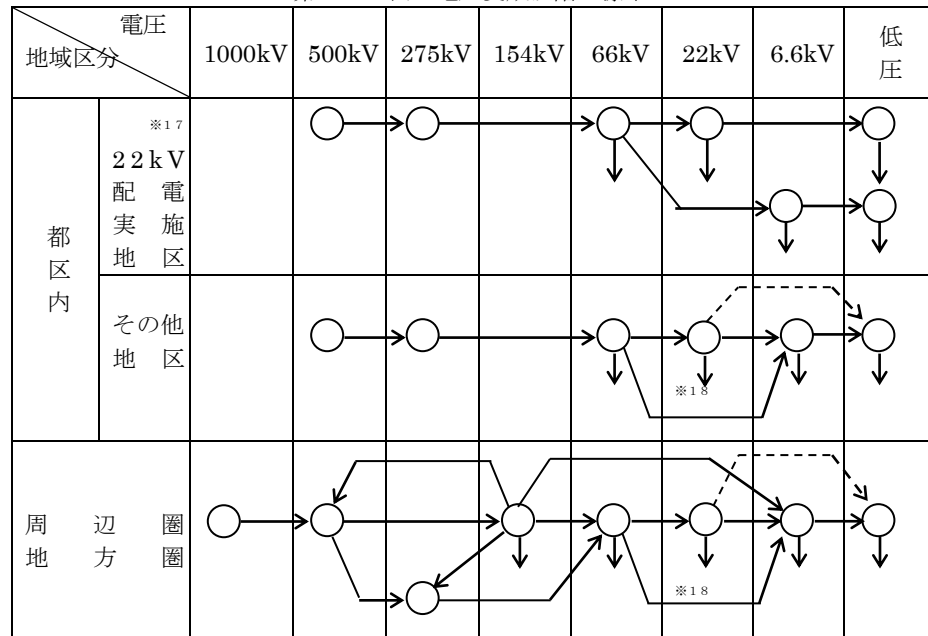 電圧
地域区分
1000kV 500kV 275kV 154kV 66kV 22kV 6.6kV 低圧
都区内
※17
22kV
配電
実施
地区
その他
地区
※18
周辺圏
地方圏
※18